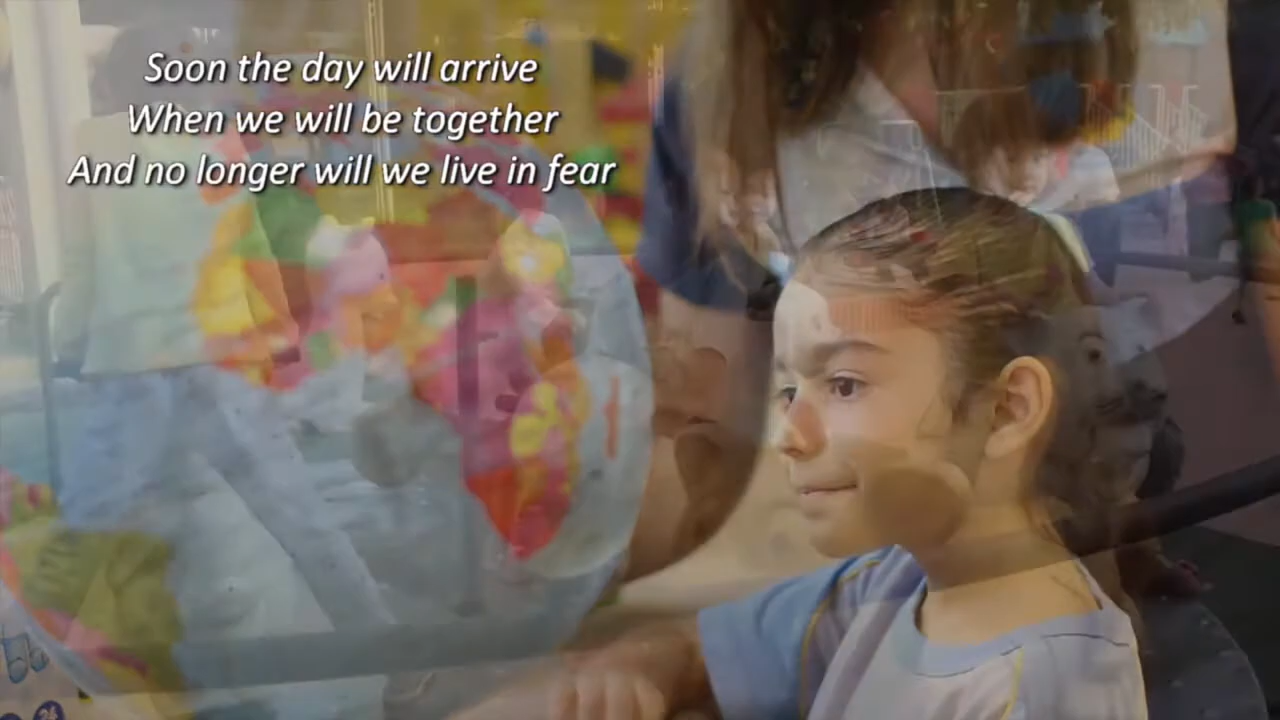 Soon the day will arrive
When we will be together
And no longer will we live in fear